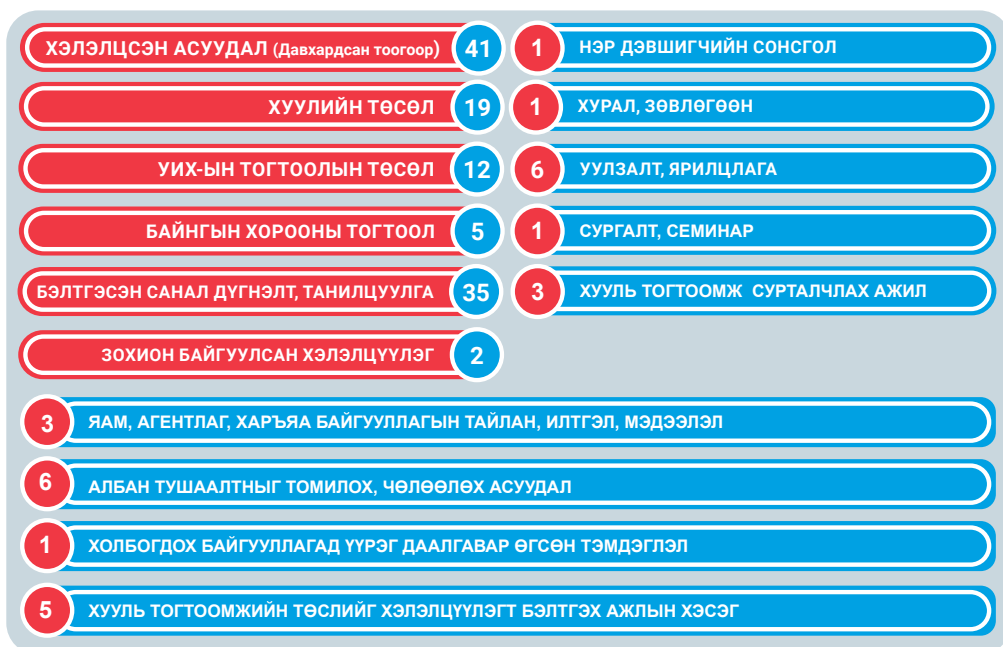 ХЭЛЭЛЦСЭН АСУУДАЛ (Давхардсан тоогоор) 41
1 НЭР ДЭВШИГЧИЙН СОНСГОЛ
ХУУЛИЙН ТӨСӨЛ 19
1 ХУРАЛ, ЗӨВЛӨГӨӨН
УИХ-ЫН ТОГТООЛЫН ТӨСӨЛ 12
6 УУЛЗАЛТ, ЯРИЛЦЛАГА
БАЙНГЫН ХОРООНЫ ТОГТООЛ 5
1 СУРГАЛТ, СЕМИНАР
БЭЛТГЭСЭН САНАЛ ДҮГНЭЛТ, ТАНИЛЦУУЛГА 35
3 ХУУЛЬ ТОГТООМЖ СУРТАЛЧЛАХ АЖИЛ
ЗОХИОН БАЙГУУЛСАН ХЭЛЭЛЦҮҮЛЭГ 2
3 ЯАМ, АГЕНТЛАГ, ХАРЪЯА БАЙГУУЛЛАГЫН ТАЙЛАН, ИЛТГЭЛ, МЭДЭЭЛЭЛ
6 АЛБАН ТУШААЛТНЫГ ТОМИЛОХ, ЧӨЛӨӨЛӨХ АСУУДАЛ
1 ХОЛБОГДОХ БАЙГУУЛЛАГАД ҮҮРЭГ ДААЛГАВАР ӨГСӨН ТЭМДЭГЛЭЛ
5 ХУУЛЬ ТОГТООМЖИЙН ТӨСЛИЙГ ХЭЛЭЛЦҮҮЛЭГТ БЭЛТГЭХ АЖЛЫН ХЭСЭГ